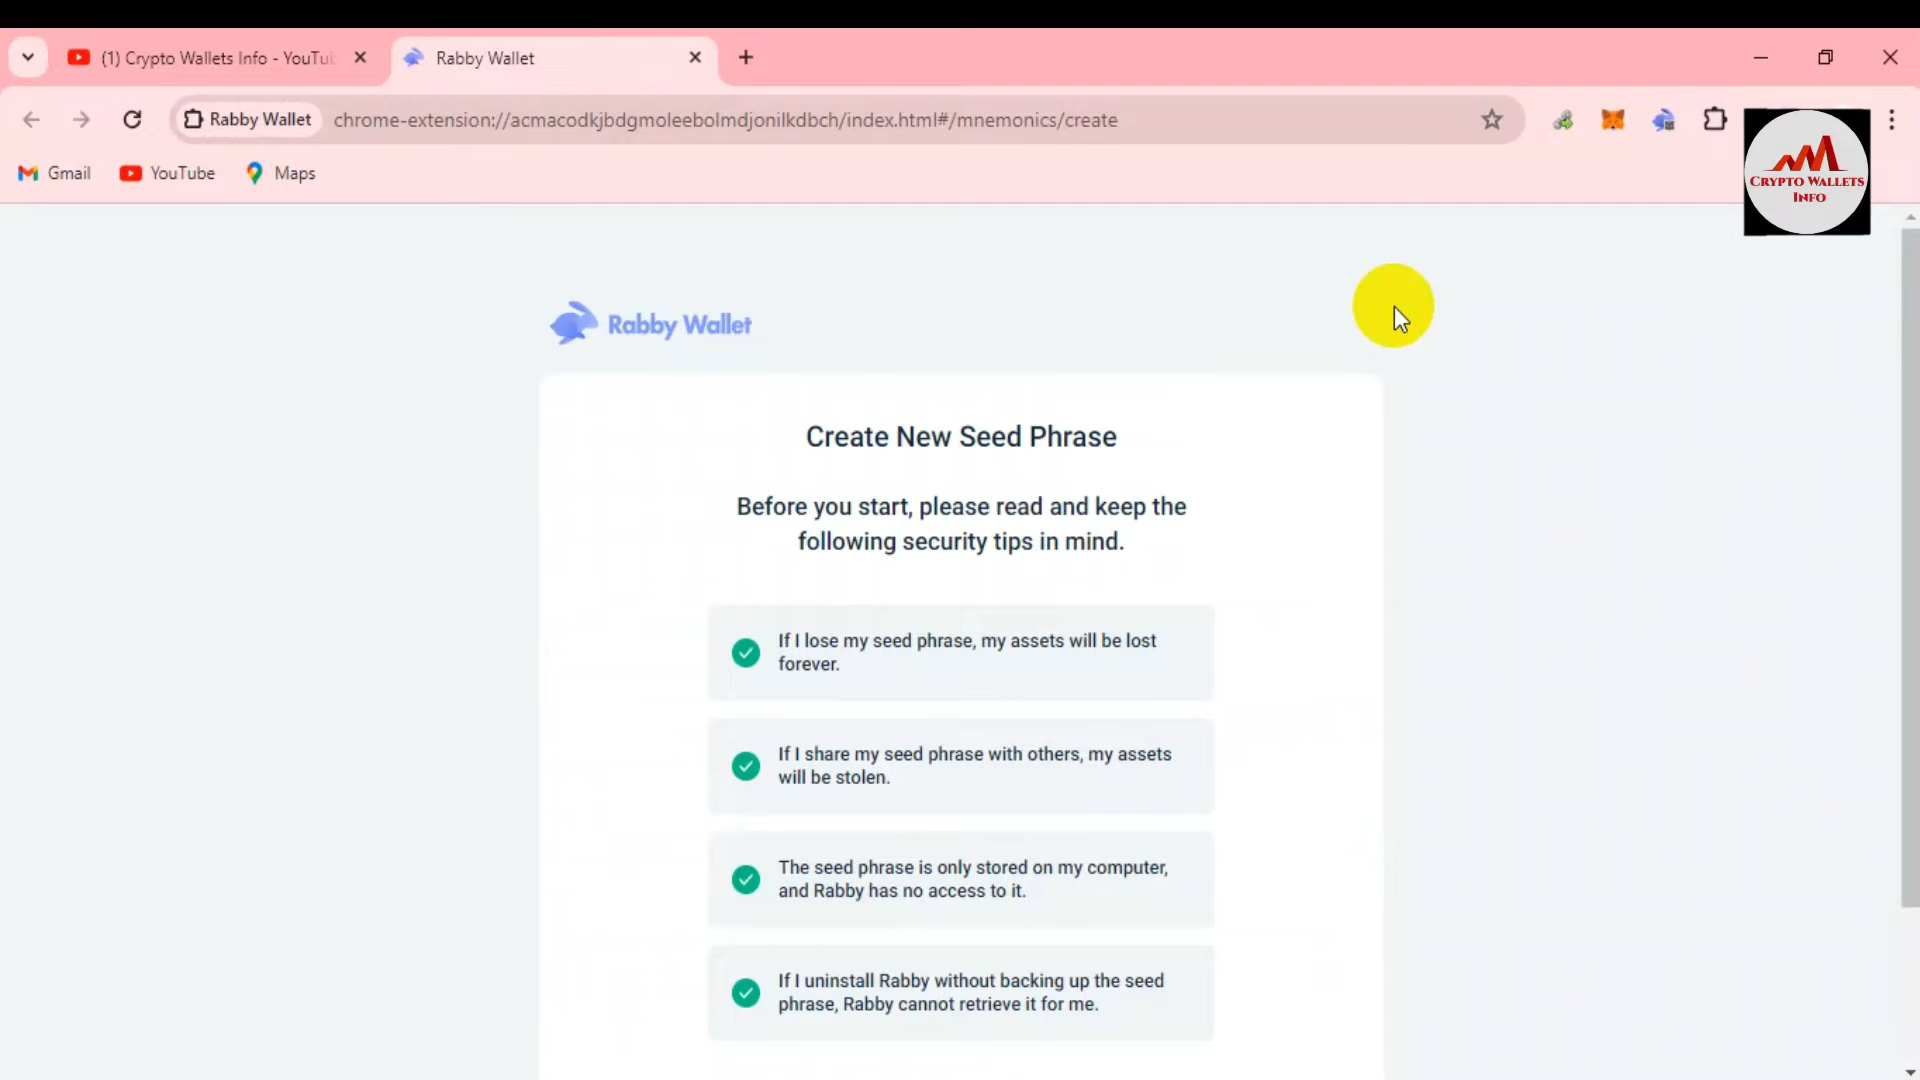 (1) Crypto Wallets Info - YouTu
Rabby Wallet
Rabby Wallet
chrome-extension://acmacodkjbdgmoleebolmdjonilkdbch/index.html#/mnemonics/create
Gmail
YouTube
Maps
Crypto Wallets
Info
Rabby Wallet
Create New Seed Phrase
Before you start, please read and keep the
following security tips in mind.
If I lose my seed phrase, my assets will be lost
forever.
If I share my seed phrase with others, my assets
will be stolen.
The seed phrase is only stored on my computer,
and Rabby has no access to it.
If I uninstall Rabby without backing up the seed
phrase, Rabby cannot retrieve it for me.